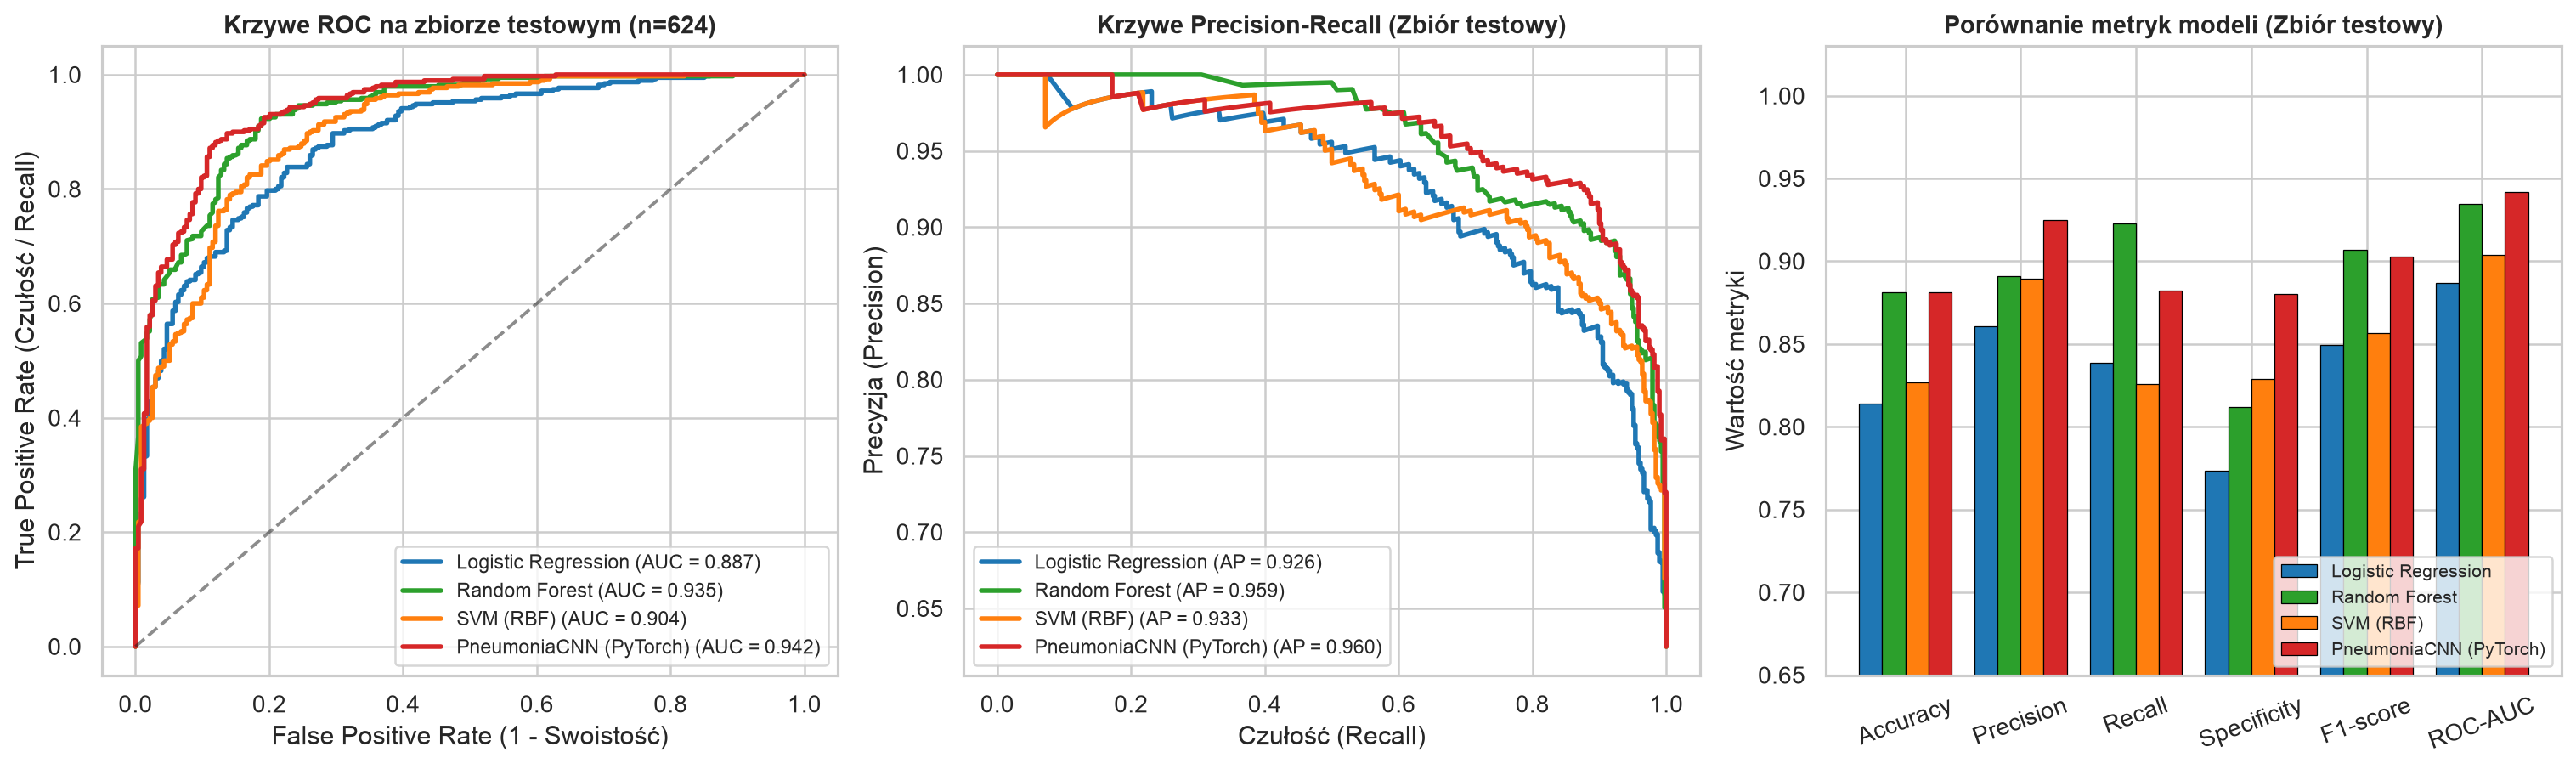 Krzywe ROC na zbiorze testowym (n=624)
True Positive Rate (Czułość / Recall)
1.0
0.8
0.6
0.4
0.2
0.0
Logistic Regression (AUC = 0.887)
Random Forest (AUC = 0.935)
SVM (RBF) (AUC = 0.904)
PneumoniaCNN (PyTorch) (AUC = 0.942)
0.0 0.2 0.4 0.6 0.8 1.0
False Positive Rate (1 - Swoistość)
Krzywe Precision-Recall (Zbiór testowy)
Precyzja (Precision)
1.00
0.95
0.90
0.85
0.80
0.75
0.70
0.65
Logistic Regression (AP = 0.926)
Random Forest (AP = 0.959)
SVM (RBF) (AP = 0.933)
PneumoniaCNN (PyTorch) (AP = 0.960)
0.0 0.2 0.4 0.6 0.8 1.0
Czułość (Recall)
Porównanie metryk modeli (Zbiór testowy)
Wartość metryki
1.00
0.95
0.90
0.85
0.80
0.75
0.70
0.65
Logistic Regression
Random Forest
SVM (RBF)
PneumoniaCNN (PyTorch)
Accuracy Precision Recall Specificity F1-score ROC-AUC